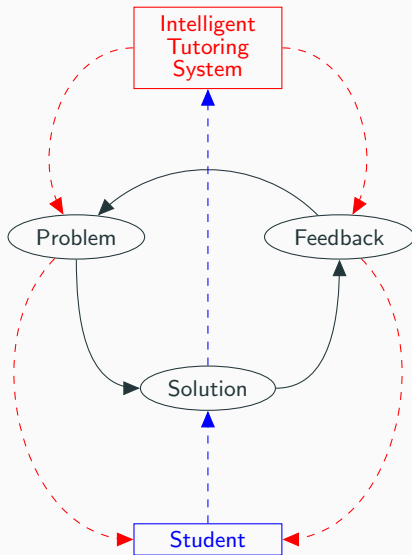 Intelligent
Tutoring
System
Problem
Feedback
Solution
Student